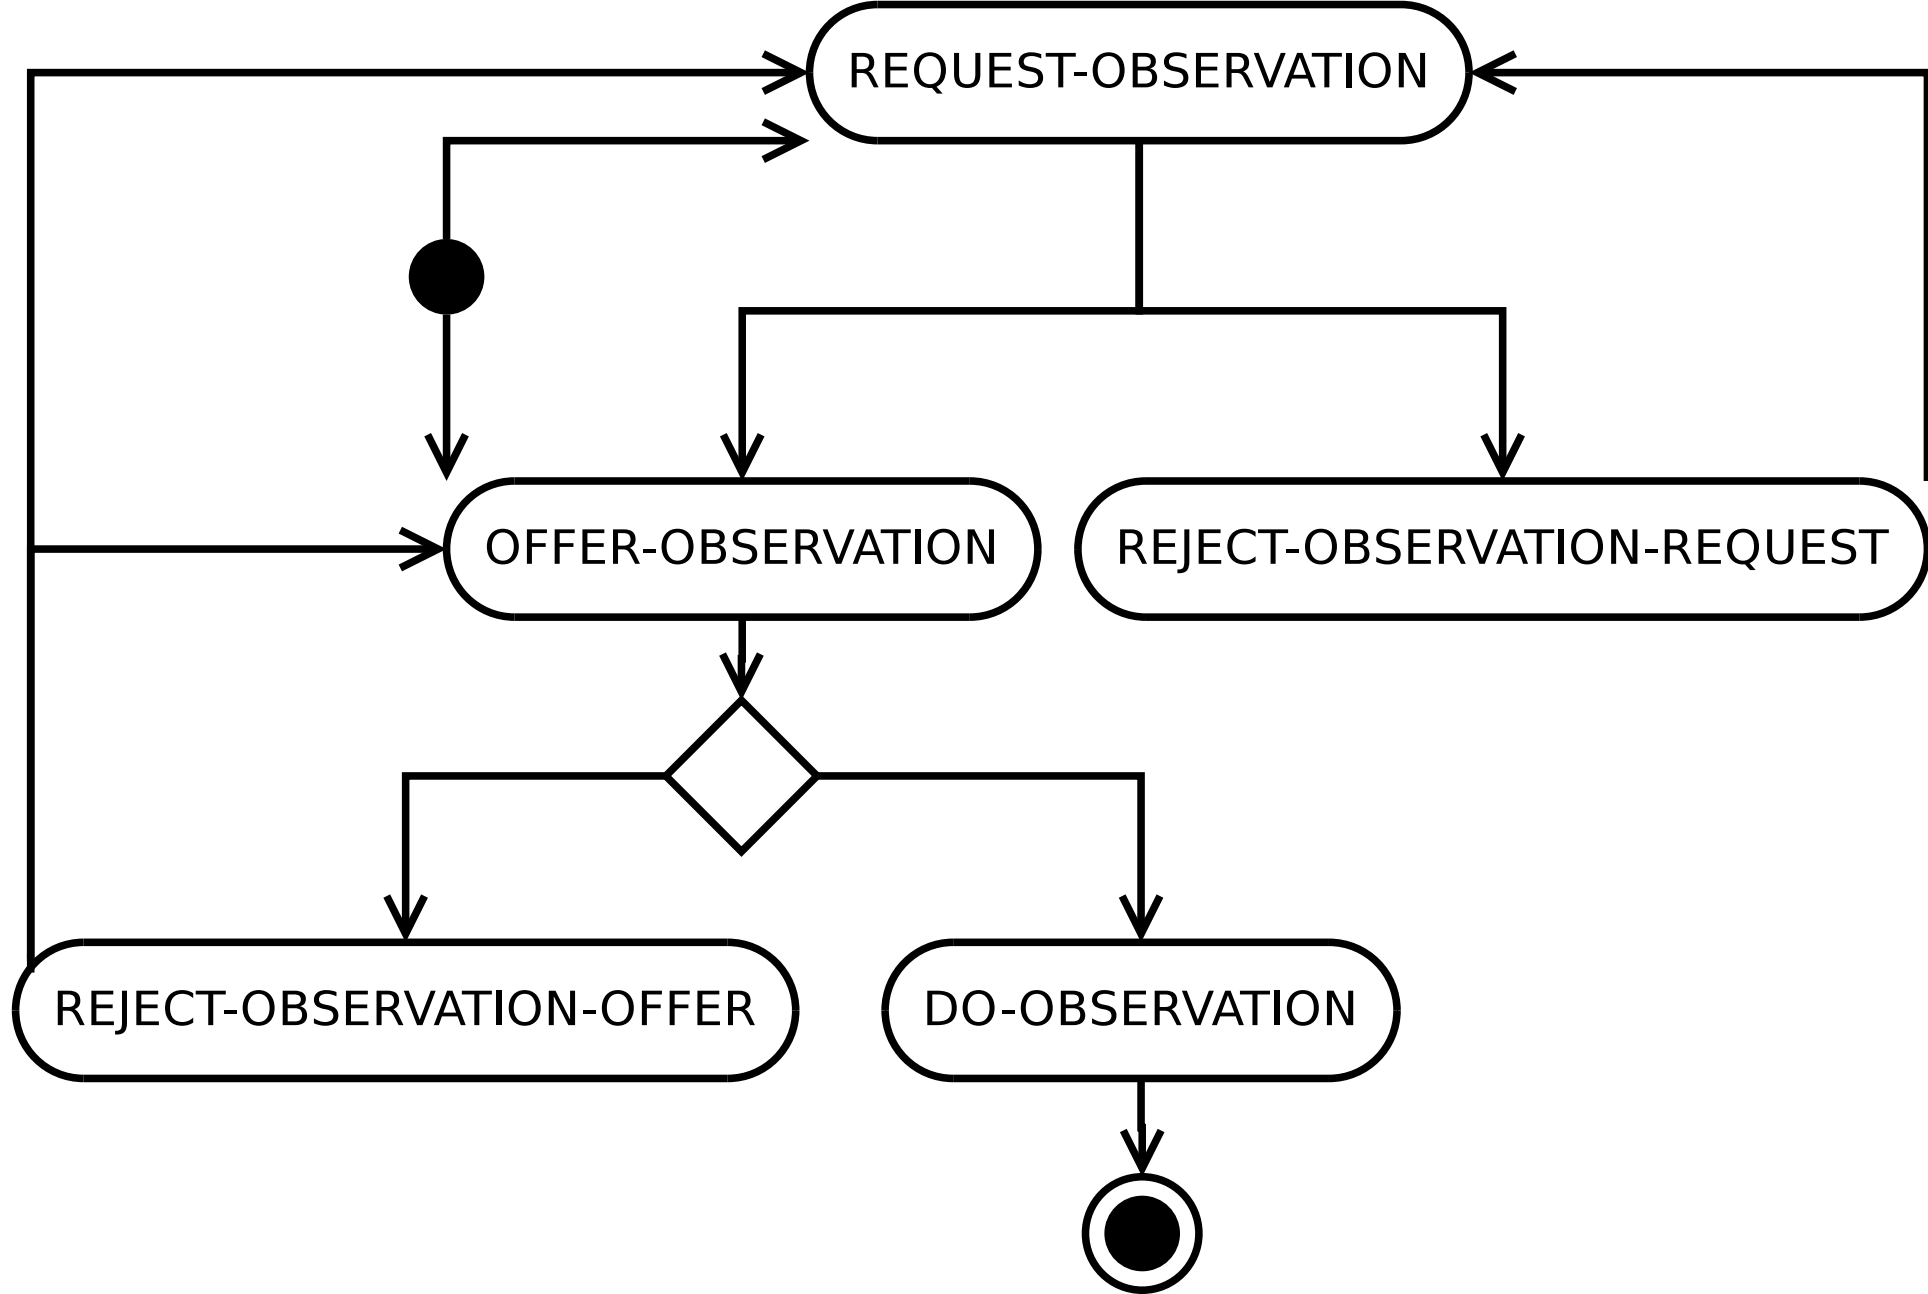 REQUEST-OBSERVATION
OFFER-OBSERVATION
REJECT-OBSERVATION-REQUEST
REJECT-OBSERVATION-OFFER
DO-OBSERVATION